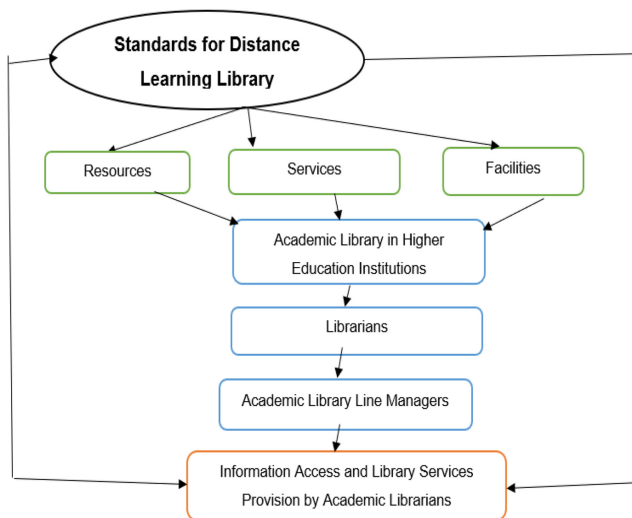 Standards for Distance
Learning Library
Resources
Services
Facilities
Academic Library in Higher
Education Institutions
Librarians
Academic Library Line Managers
Information Access and Library Services
Provision by Academic Librarians